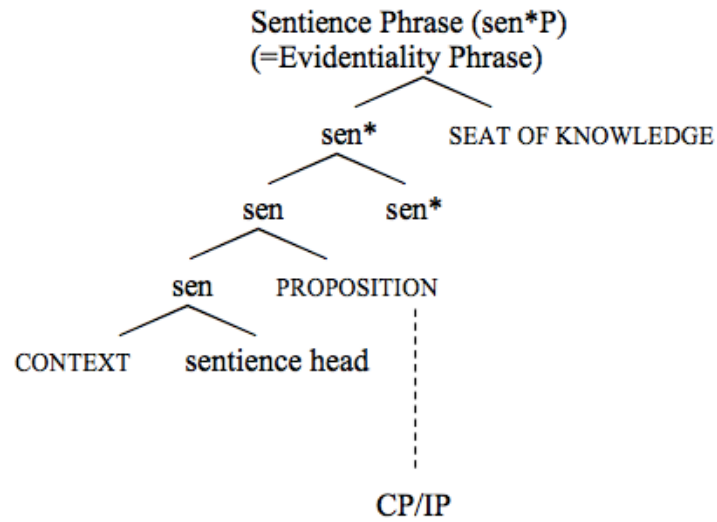 Sentience Phrase (sen*P)
(=Evidentiality Phrase)
sen* SEAT OF KNOWLEDGE
sen sen*
sen PROPOSITION
CONTEXT sentience head
CP/IP